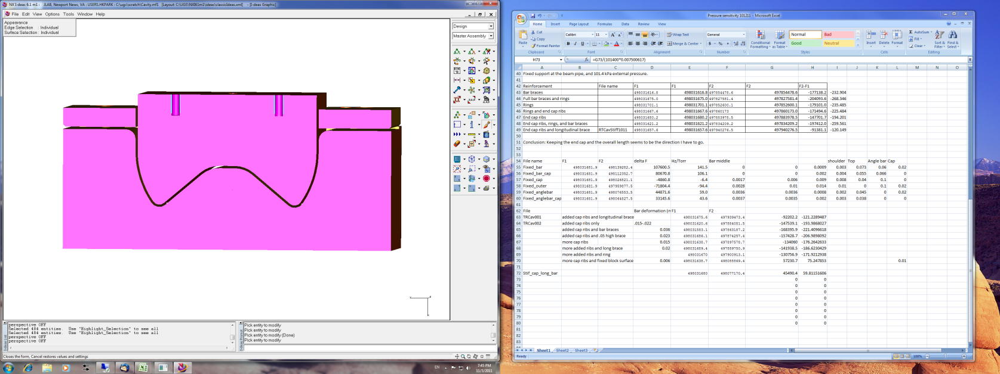 NX I-deas 6.1 m1 : JLAB, Newport News, VA : USERS.HKPARK : C:\ugs\scratch\Cavity.mf1 [Layout: C:\UGS\NXI61m1\ideas\classicIdeas.xml] - [I-deas Graphic]
File Edit View Options Tools Window Help
Appearance
Edge Selection : Individual
Surface Selection : Individual
Design
Master Assembly
perspective OFF
Selected 484 entities. Use "Highlight_Selection" to see all
Selected 484 entities. Use "Highlight_Selection" to see all
perspective OFF
perspective OFF
I-deas List
Pick entity to modify
Pick entity to modify
Pick entity to modify (Done)
Pick entity to modify
I-deas Prompt
Closes the form, Cancel restores values and settings
EN
7:45 PM
11/3/2011
Pressure sensitivity 101211 - Microsoft Excel
Home Insert Page Layout Formulas Data Review View
Paste
Cut
Copy
Format Painter
Clipboard
Calibri 11
Font
Wrap Text
Merge & Center
Alignment
General
Number
Conditional Formatting
Format as Table
Normal Bad
Good Neutral
Styles
Insert Delete Format
Cells
AutoSum
Fill
Clear
Sort & Filter
Find & Select
Editing
H73 fx =G73/(101400*0.007500617)
A B C D E F G H I J K L M N O
40 Fixed support at the beam pipe, and 101.4 kPa external pressure.
41
42 Reinforcement File name F1 F1 F2 F2 F2-F1
43 Bar braces 498031616.8 498031616.8 497854478.6 497854478.6 -177138.2 -232.904
44 Full bar braces and rings 498031675.0 498031675.0 497827581.4 497827581.4 -204093.6 -268.346
45 Rings 498031701.1 498031701.1 497852600.1 497852600.1 -179101.0 -235.485
46 Rings and end cap ribs 498031667.6 498031667.6 497860173 497860173.0 -171494.6 -225.484
47 End cap ribs 498031680.2 498031680.2 497883978.5 497883978.5 -147701.7 -194.201
48 End cap ribs, rings, and bar braces 498031621.2 498031621.2 497834209.2 497834209.2 -197412.0 -259.561
49 End cap ribs and longitudinal brace RTCavStiff1011 498031657.6 498031657.6 497940276.5 497940276.5 -91381.1 -120.149
50
51 Conclusion: Keeping the end cap and the overall length seems to be the direction I have to go.
52
53
54 File name F1 F2 delta F Hz/Torr Bar middle shoulder Top Angle bar Cap
55 Fixed_bar 498031681.9 498139282.4 107600.5 141.5 0 0 0.0009 0.003 0.073 0.06 0.02
56 Fixed_bar_cap 498031681.9 498112352.7 80670.8 106.1 0 0 0.002 0.004 0.055 0.066 0
57 Fixed_cap 498031681.9 498026821.1 -4860.8 -6.4 0.0017 0.006 0.009 0.008 0.04 0.1 0
58 Fixed_outer 498031681.9 497959877.5 -71804.4 -94.4 0.0028 0.01 0.014 0.01 0 0.1 0.02
59 Fixed_anglebar 498031681.9 498076553.5 44871.6 59.0 0.0036 0.0036 0.0008 0.002 0.045 0 0.02
60 Fixed_anglebar_cap 498031681.9 498064827.5 33145.6 43.6 0.0037 0.0035 0.002 0.003 0.038 0 0
61
62 File Bar deformation (m F1 F2
63 TRCav001 added cap ribs and longitudinal brace 498031675.6 497939473.4 -92202.2 -121.2289487
64 TRCav002 added cap ribs only .015-.022 498031620.6 497884081.5 -147539.1 -193.9868027
65 added cap ribs and bar braces 0.036 498031583.1 497863187.2 -168395.9 -221.4096618
66 added cap ribs and .05 high brace 0.023 498031686.1 497874257.4 -157428.7 -206.9898092
67 more cap ribs 0.015 498031638.7 497897578.7 -134060 -176.2642633
68 more added ribs and long brace 0.02 498031689.4 497889750.9 -141938.5 -186.6230429
69 more added ribs and ring 498031670 497900913.1 -130756.9 -171.9212938
70 more cap ribs and fixed block surface 0.006 498031638.7 498088869.4 57230.7 75.247853 0.01
71
72 Stif_cap_long_bar 498031680 498077170.4 45490.4 59.81151606
73 0 0
74 0 0
75 0 0
76 0 0
77 0 0
78 0 0
79 0 0
80 0 0
81
82
83
Sheet1 Sheet2 Sheet3
Ready 100%